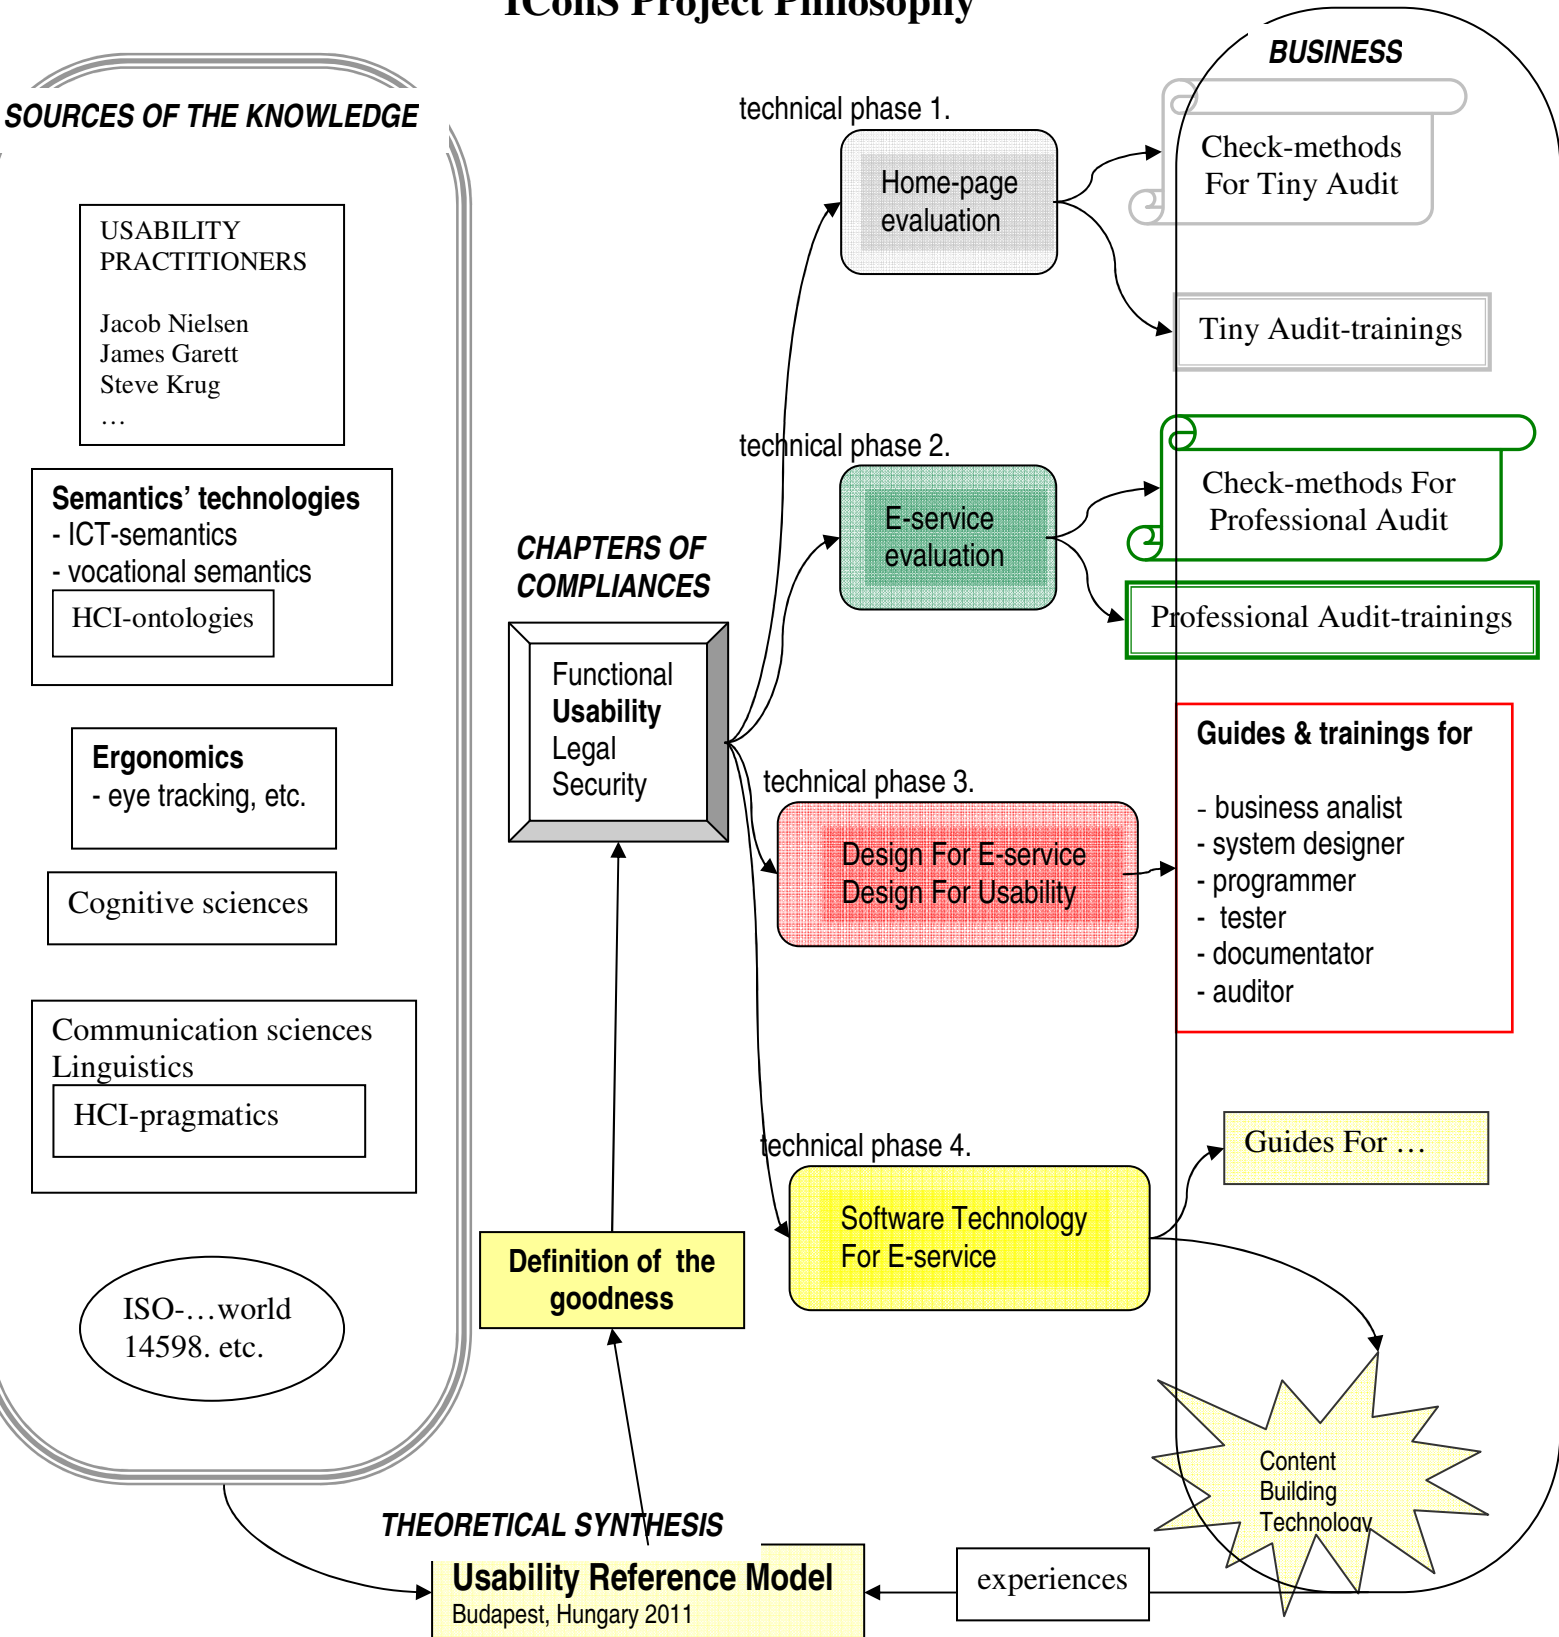 Project Philosophy
SOURCES OF THE KNOWLEDGE
USABILITY
PRACTITIONERS
Jacob Nielsen
James Garett
Steve Krug
…
Semantics’ technologies
- ICT-semantics
- vocational semantics
HCI-ontologies
Ergonomics
- eye tracking, etc.
Cognitive sciences
Communication sciences
Linguistics
HCI-pragmatics
ISO-…world
14598. etc.
CHAPTERS OF
COMPLIANCES
Functional
Usability
Legal
Security
Definition of the
goodness
THEORETICAL SYNTHESIS
Usability Reference Model
Budapest, Hungary 2011
experiences
technical phase 1.
Home-page
evaluation
technical phase 2.
E-service
evaluation
technical phase 3.
Design For E-service
Design For Usability
technical phase 4.
Software Technology
For E-service
BUSINESS
Check-methods
For Tiny Audit
Tiny Audit-trainings
Check-methods For
Professional Audit
Professional Audit-trainings
Guides & trainings for
- business analist
- system designer
- programmer
- tester
- documentator
- auditor
Guides For …
Content
Building
Technology